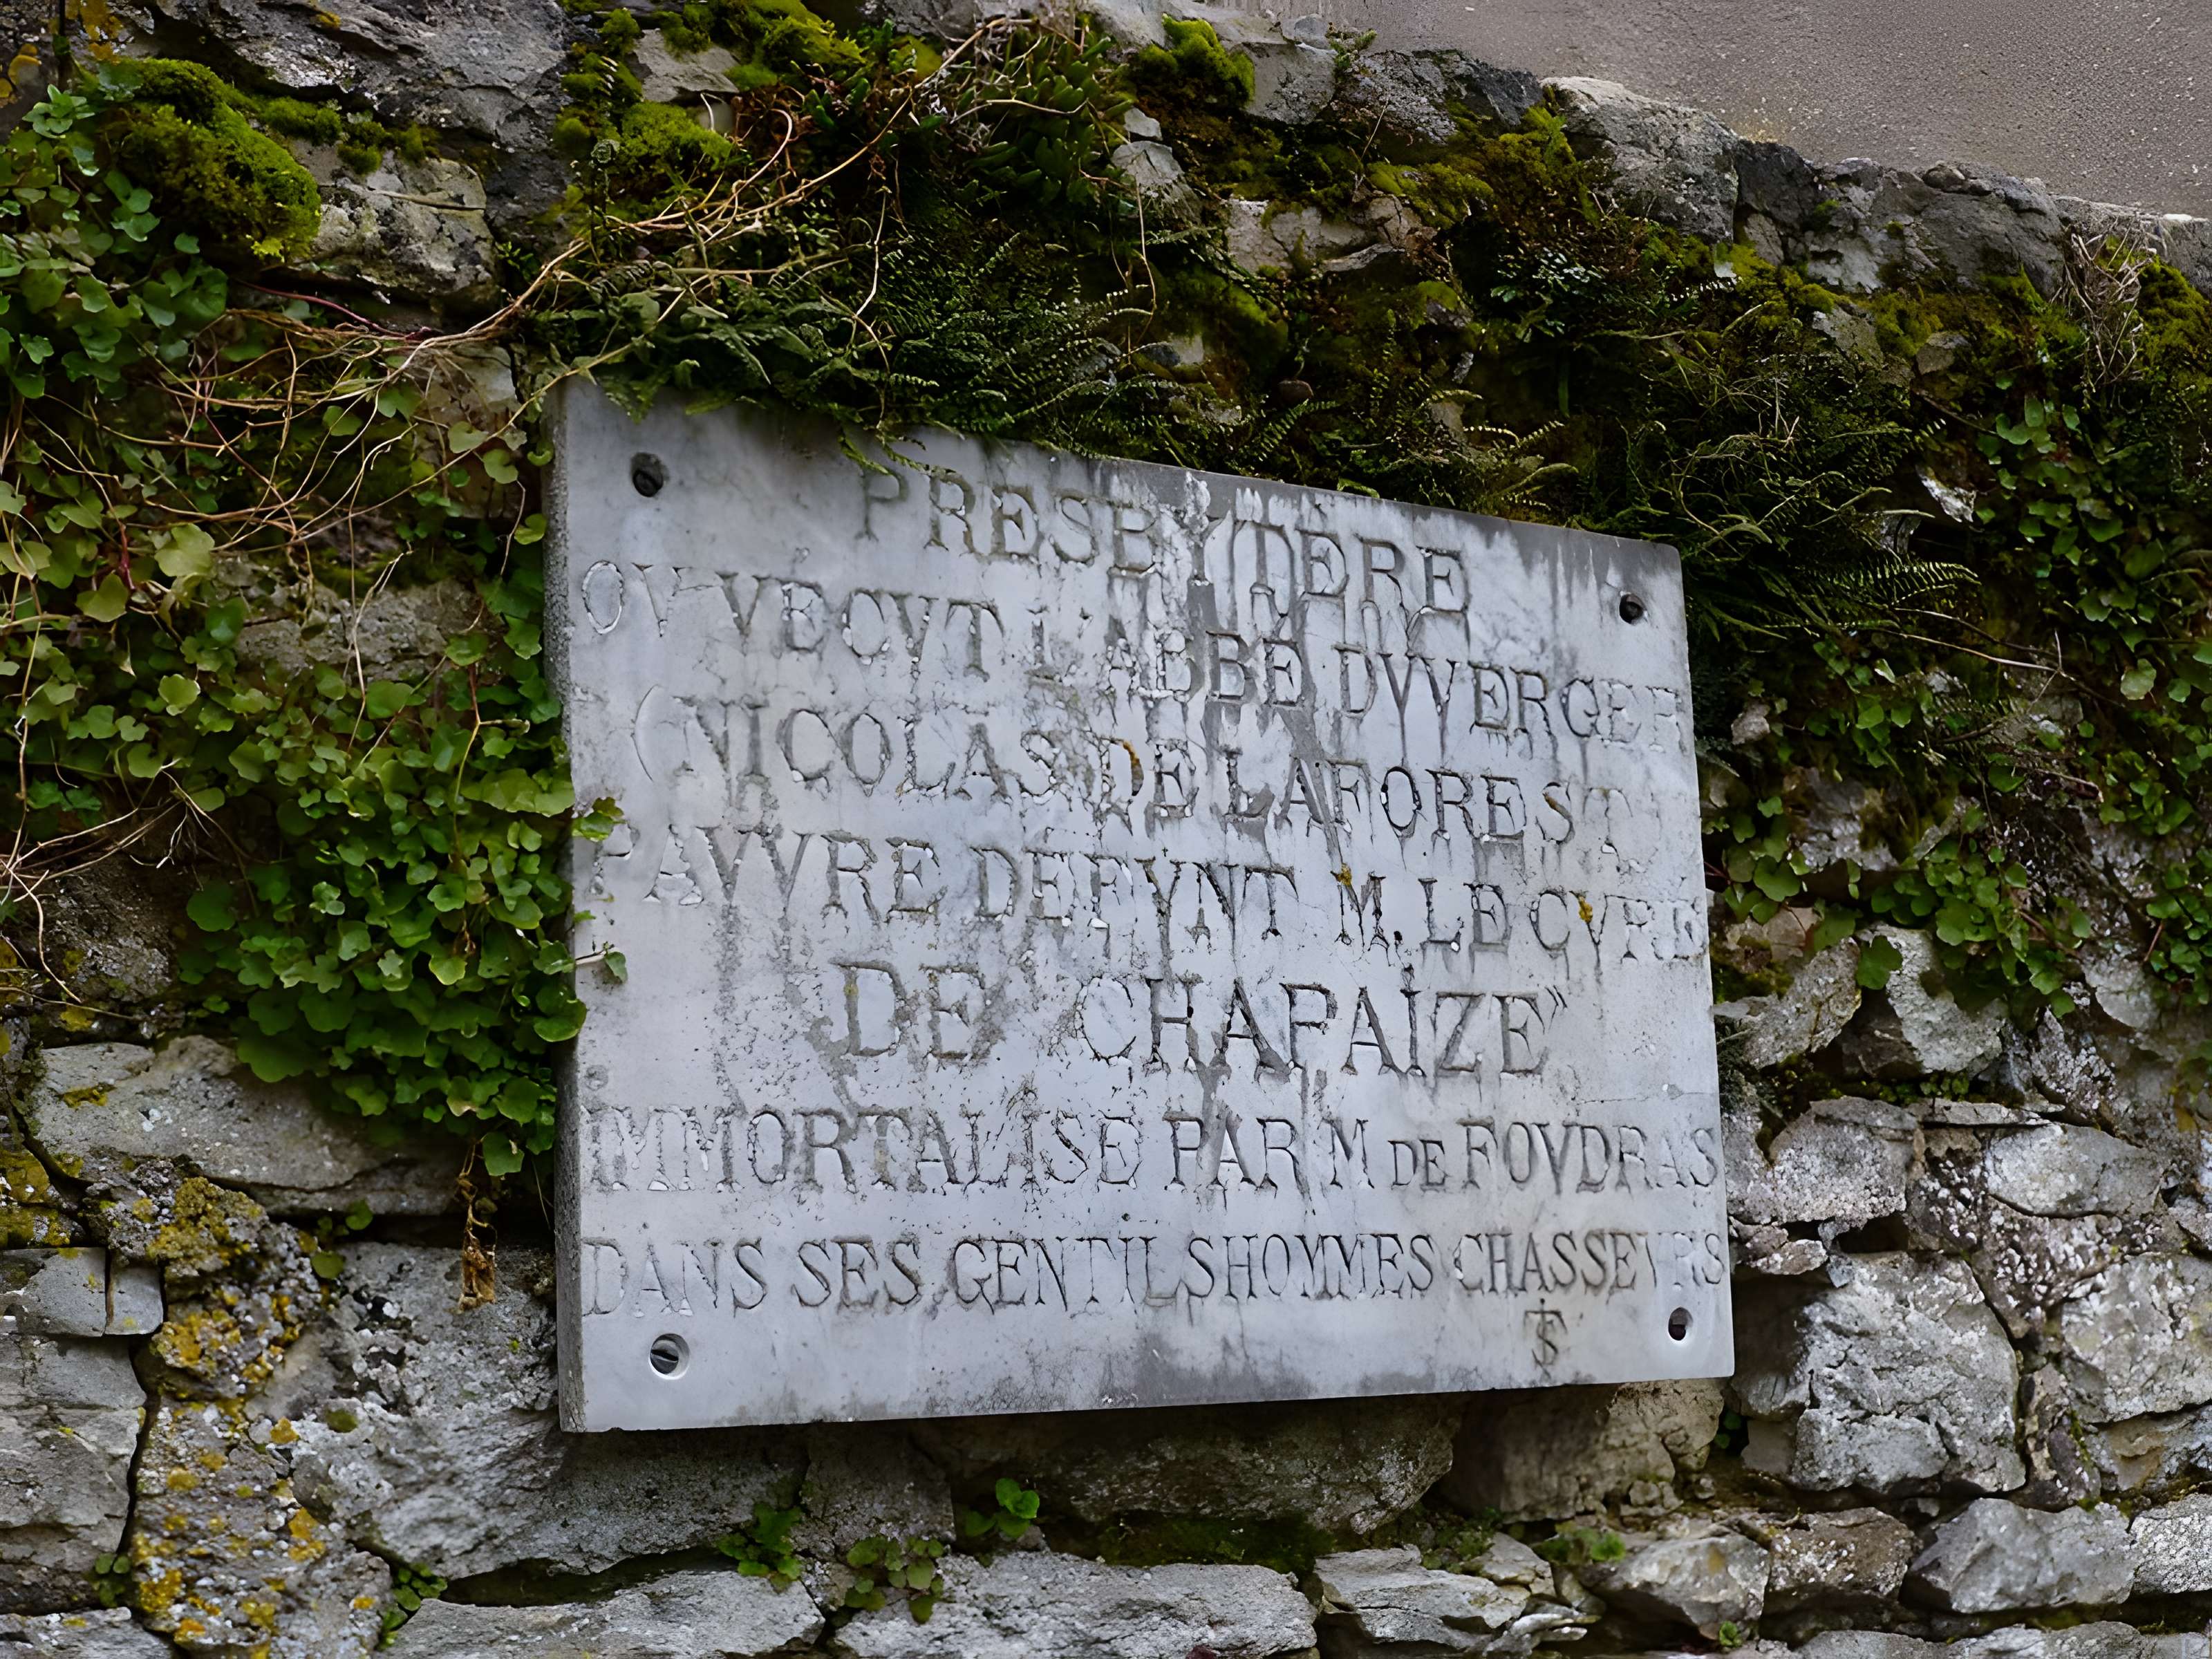 PRESBYTÈRE
OV VÉCVT L'ABBÉ DVVERGER
(NICOLAS DE LAFOREST)
PAVVRE DÉFVNT M. LE CVRÉ
DE "CHAPAIZE"
IMMORTALISÉ PAR M DE FOVDRAS
DANS SES GENTILSHOMMES CHASSEVRS